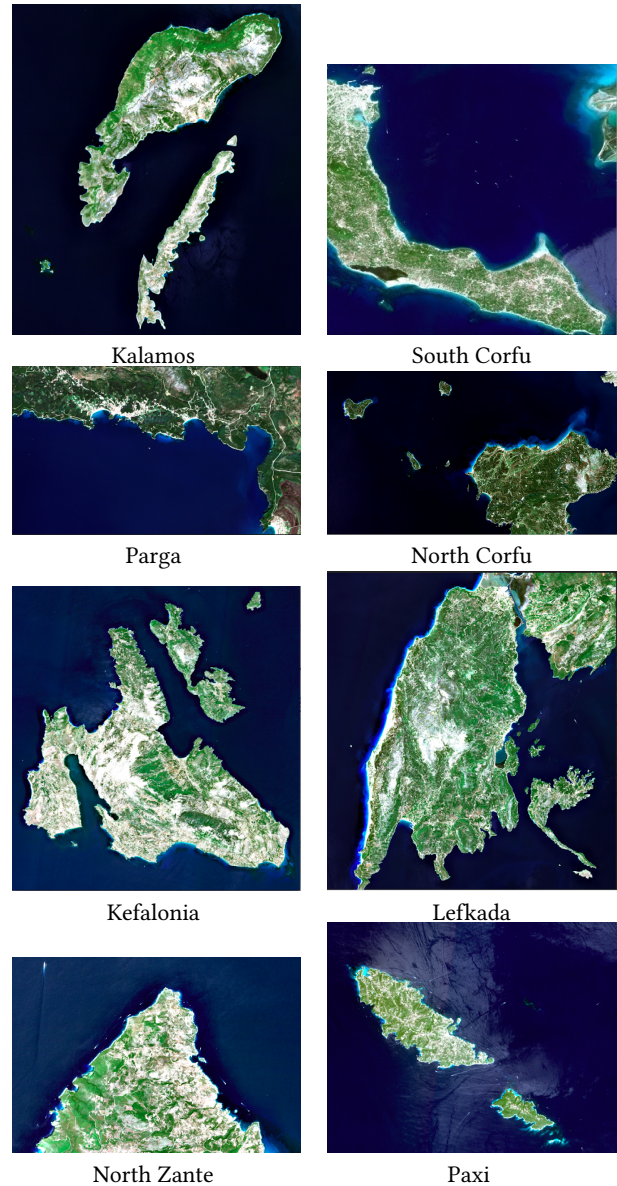 Kalamos
South Corfu
Parga
North Corfu
Kefalonia
Lefkada
North Zante
Paxi